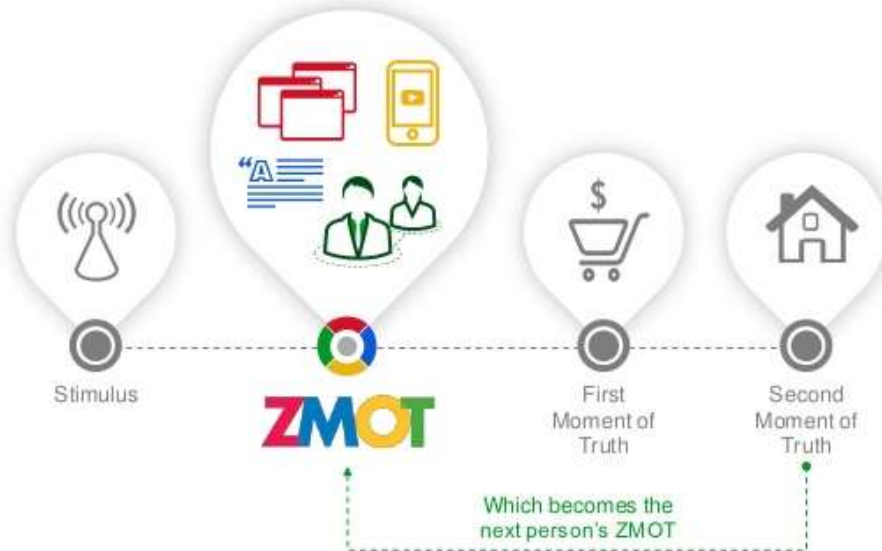 “A
$
Stimulus
ZMOT
First
Moment of
Truth
Second
Moment of
Truth
Which becomes the
next person's ZMOT